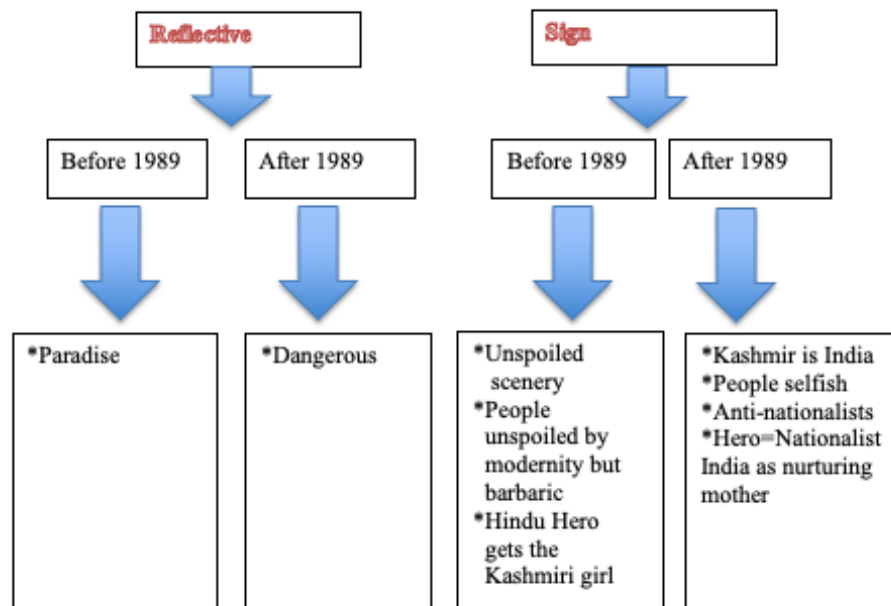 Reflective
Sign
Before 1989
After 1989
Before 1989
After 1989
*Paradise
*Dangerous
*Unspoiled
scenery
*People
unspoiled by
modernity but
barbaric
*Hindu Hero
gets the
Kashmiri girl
*Kashmir is India
*People selfish
*Anti-nationalists
*Hero=Nationalist
India as nurturing
mother